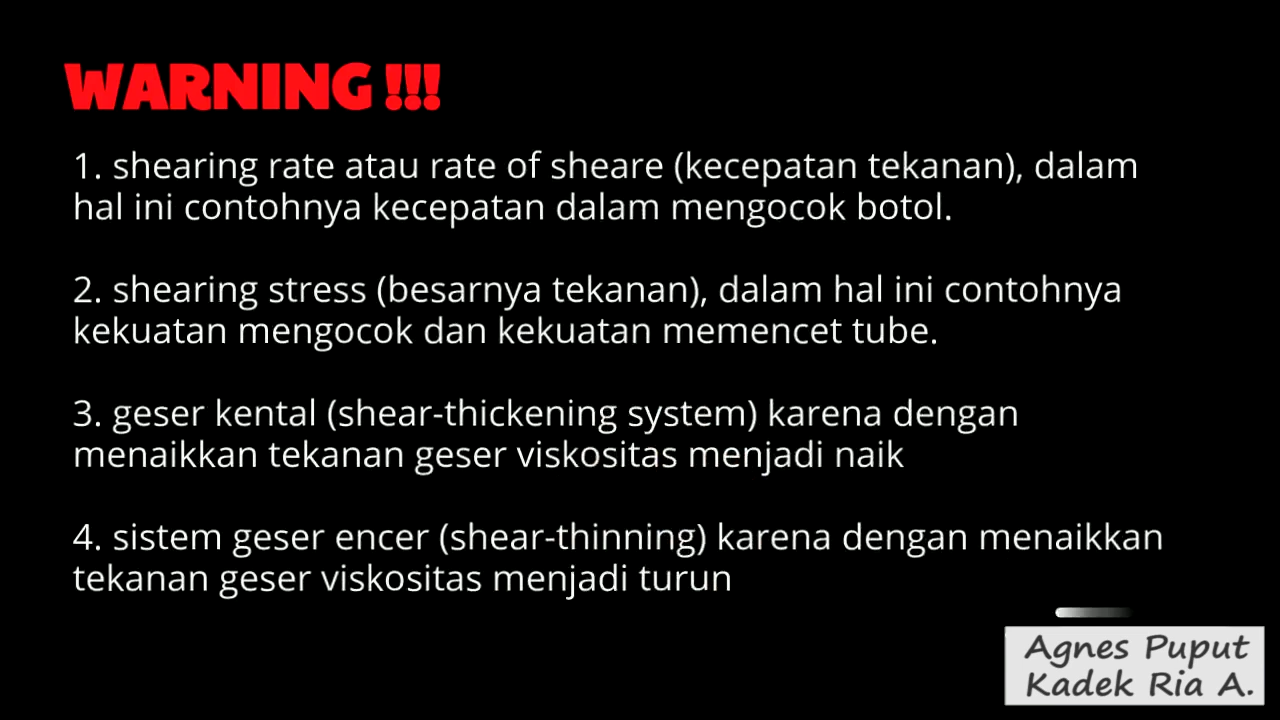 WARNING !!!
1. shearing rate atau rate of sheare (kecepatan tekanan), dalam
hal ini contohnya kecepatan dalam mengocok botol.
2. shearing stress (besarnya tekanan), dalam hal ini contohnya
kekuatan mengocok dan kekuatan memencet tube.
3. geser kental (shear-thickening system) karena dengan
menaikkan tekanan geser viskositas menjadi naik
4. sistem geser encer (shear-thinning) karena dengan menaikkan
tekanan geser viskositas menjadi turun
Agnes Puput
Kadek Ria A.